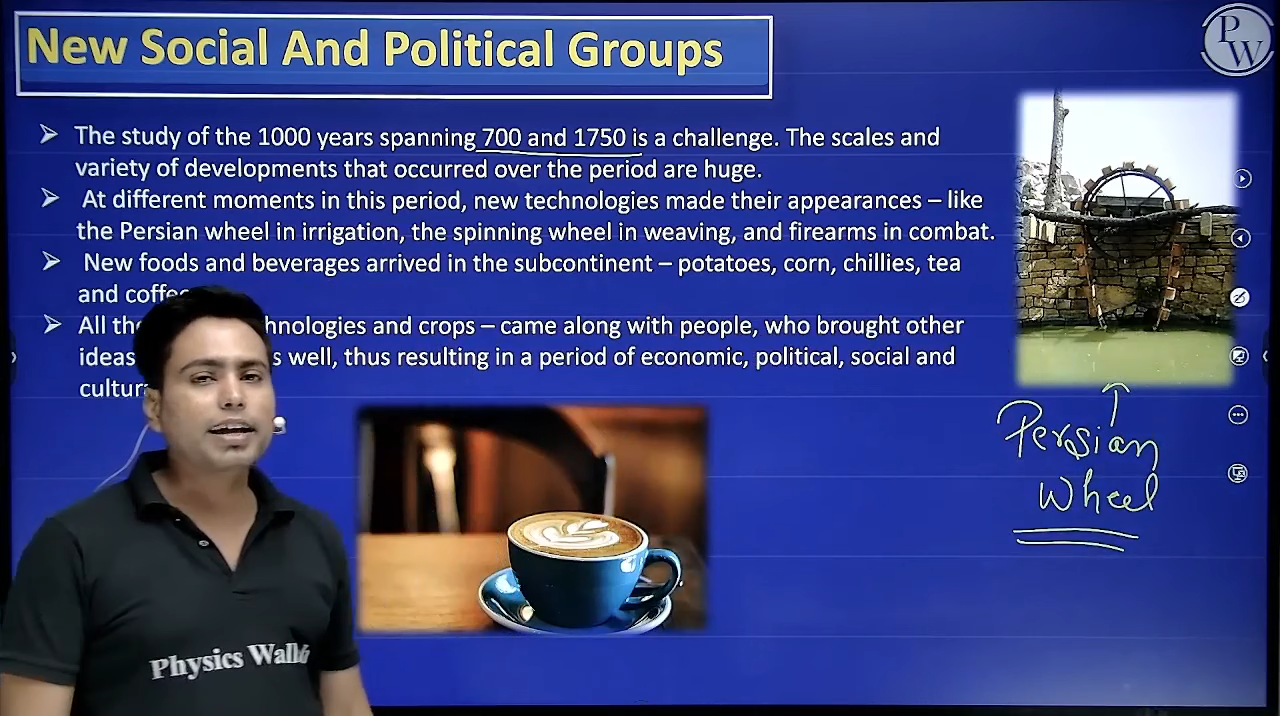 New Social And Political Groups
PW
The study of the 1000 years spanning 700 and 1750 is a challenge. The scales and
variety of developments that occurred over the period are huge.
At different moments in this period, new technologies made their appearances – like
the Persian wheel in irrigation, the spinning wheel in weaving, and firearms in combat.
New foods and beverages arrived in the subcontinent – potatoes, corn, chillies, tea
and coffee
All technologies and crops – came along with people, who brought other
ideas well, thus resulting in a period of economic, political, social and
Persian
Wheel
Physics Wallah